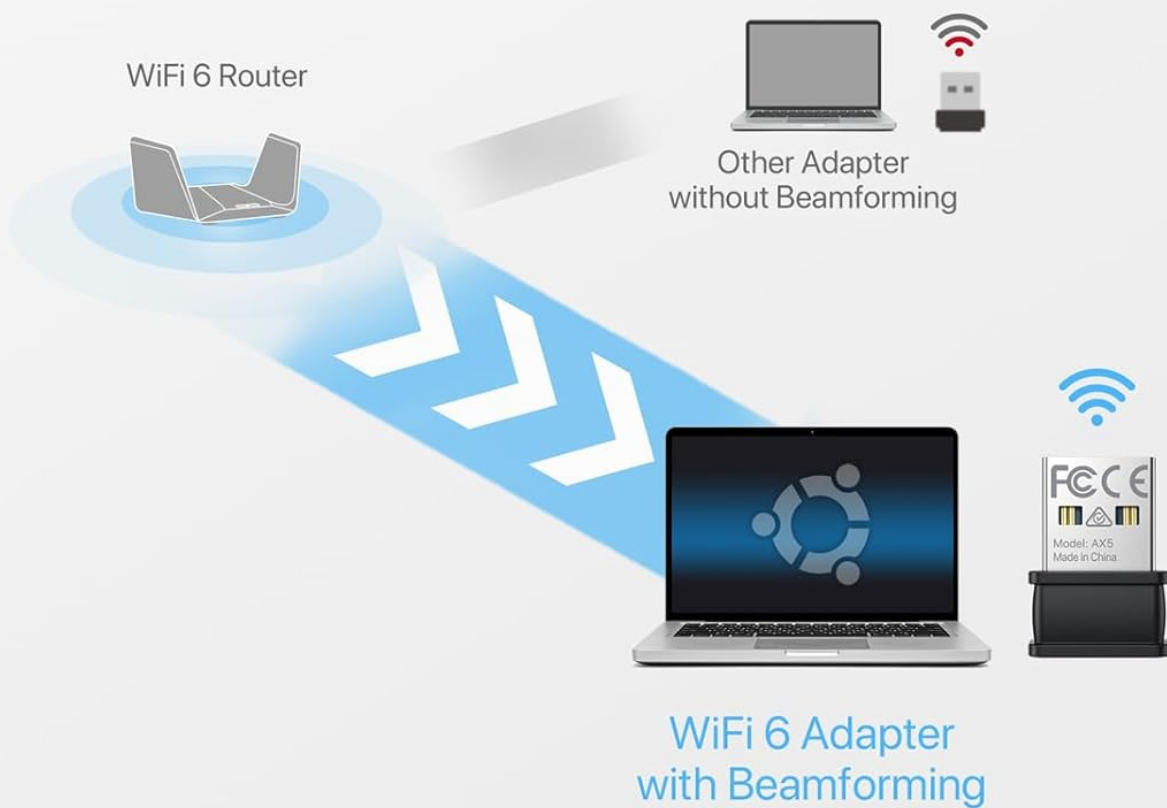 WiFi 6 Router
Other Adapter
without Beamforming
FC CE
Model: AX5
Made in China
WiFi 6 Adapter
with Beamforming